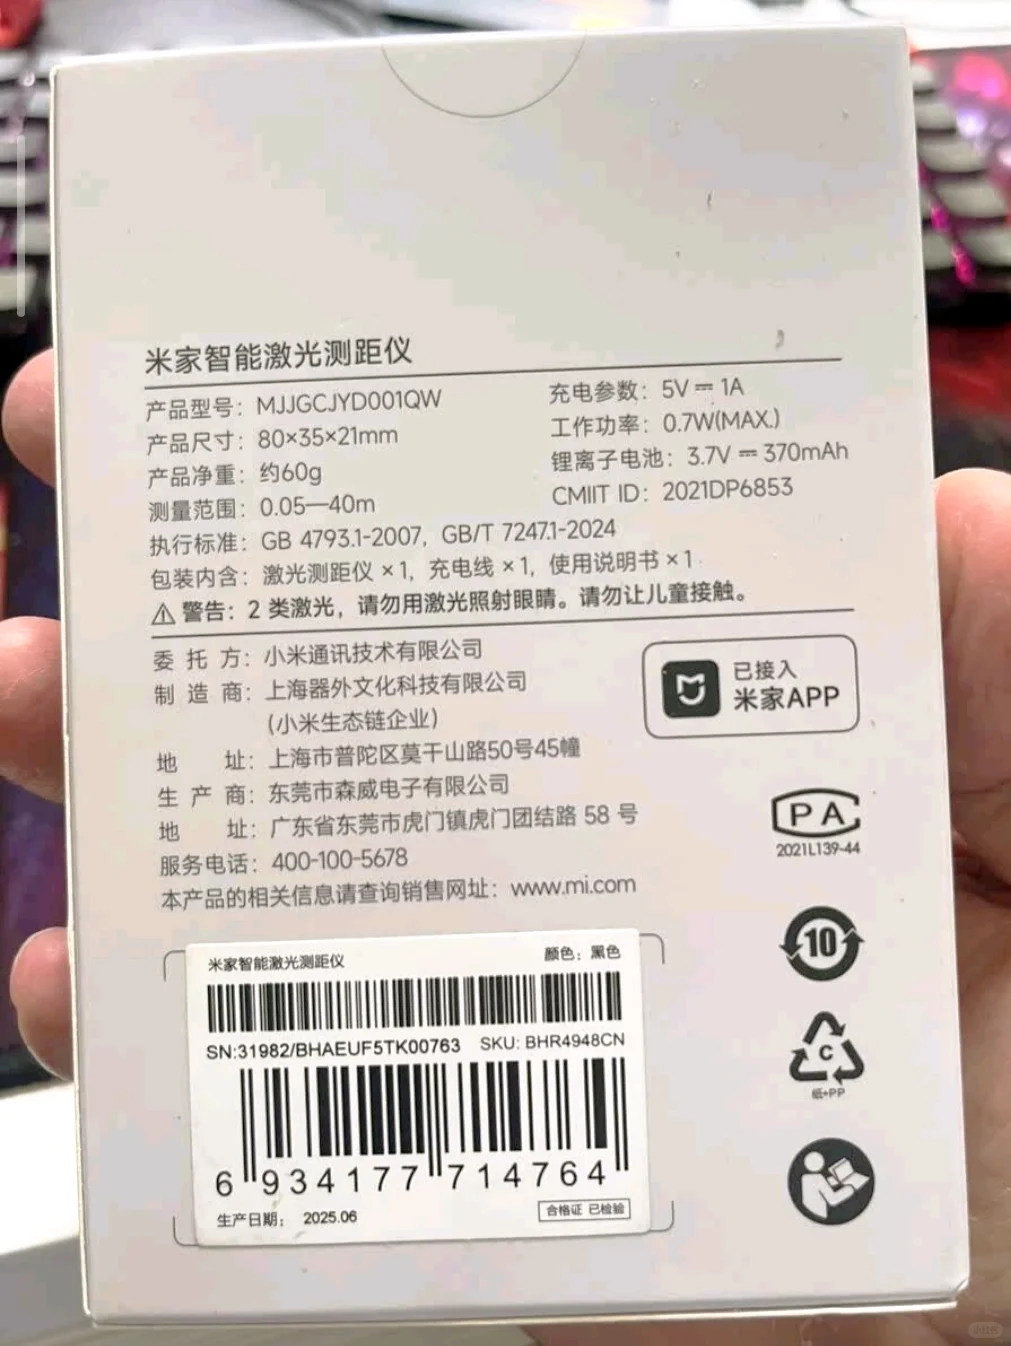 米家智能激光测距仪
产品型号：MJJGCJYD001QW
充电参数：5V⎓1A
产品尺寸：80×35×21mm
工作功率：0.7W(MAX.)
产品净重：约60g
锂离子电池：3.7V⎓370mAh
测量范围：0.05—40m
CMIIT ID：2021DP6853
执行标准：GB 4793.1-2007，GB/T 7247.1-2024
包装内含：激光测距仪 ×1，充电线 ×1，使用说明书 ×1
⚠ 警告：2 类激光，请勿用激光照射眼睛。请勿让儿童接触。
委托方：小米通讯技术有限公司
制造商：上海器外文化科技有限公司
(小米生态链企业)
地址：上海市普陀区莫干山路50号45幢
生产商：东莞市森威电子有限公司
地址：广东省东莞市虎门镇虎门团结路 58 号
服务电话：400-100-5678
本产品的相关信息请查询销售网址：www.mi.com
已接入
米家APP
PA
2021L139-44
10
C
纸+PP
米家智能激光测距仪
颜色：黑色
SN:31982/BHAEUF5TK00763 SKU: BHR4948CN
6 934177 714764
生产日期： 2025.06
合格证 已检验